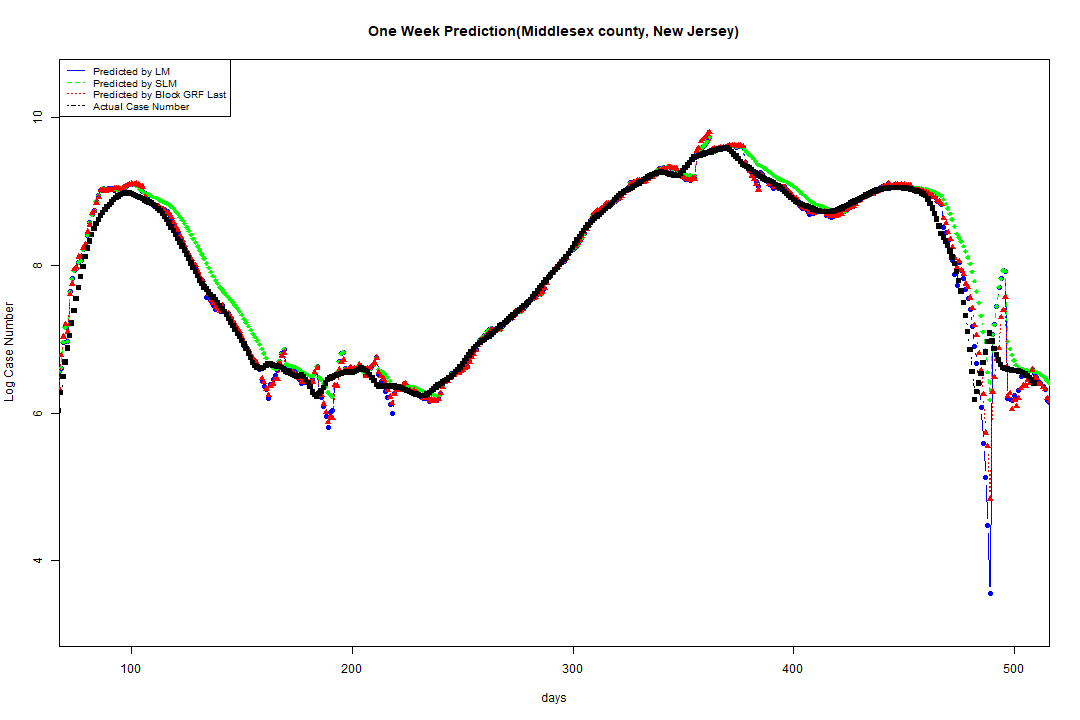 One Week Prediction(Middlesex county, New Jersey)
Predicted by LM
Predicted by SLM
Predicted by Block GRF Last
Actual Case Number
Log Case Number
10
8
6
4
100 200 300 400 500
days